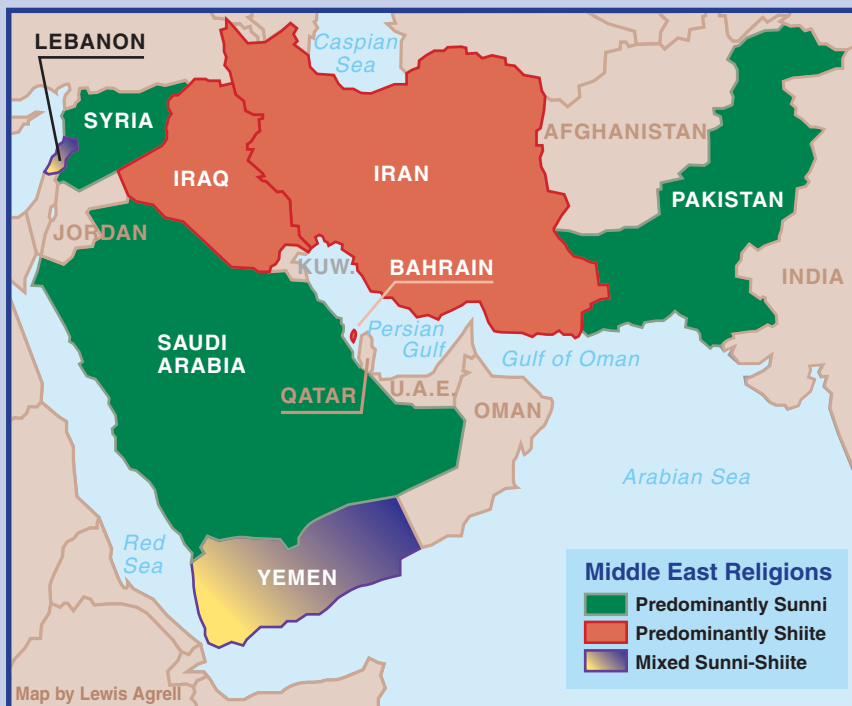 LEBANON
Caspian
Sea
SYRIA
AFGHANISTAN
IRAQ
IRAN
PAKISTAN
JORDAN
KUW.
BAHRAIN
INDIA
SAUDI
ARABIA
Persian
Gulf
Gulf of Oman
QATAR
U.A.E.
OMAN
Arabian Sea
Red
Sea
YEMEN
Middle East Religions
Predominantly Sunni
Predominantly Shiite
Mixed Sunni-Shiite
Map by Lewis Agrell